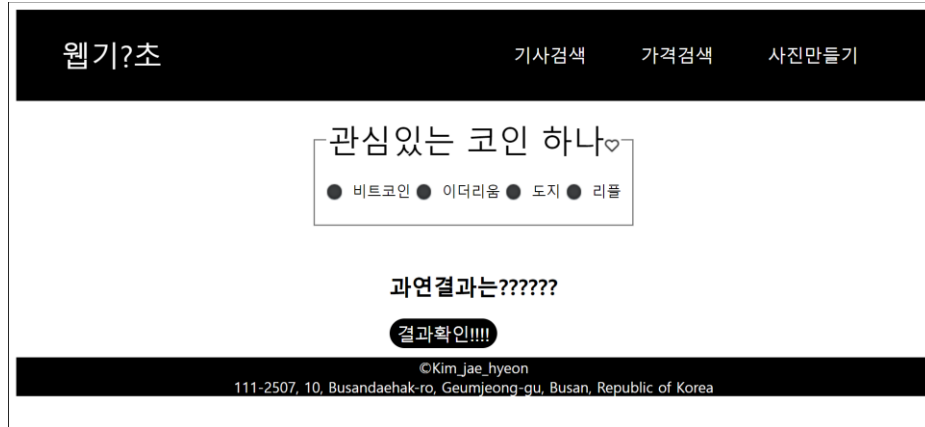 웹기?초 기사검색 가격검색 사진만들기
관심있는 코인 하나♡
비트코인 이더리움 도지 리플
과연결과는??????
결과확인!!!!
©Kim_jae_hyeon
111-2507, 10, Busandaehak-ro, Geumjeong-gu, Busan, Republic of Korea